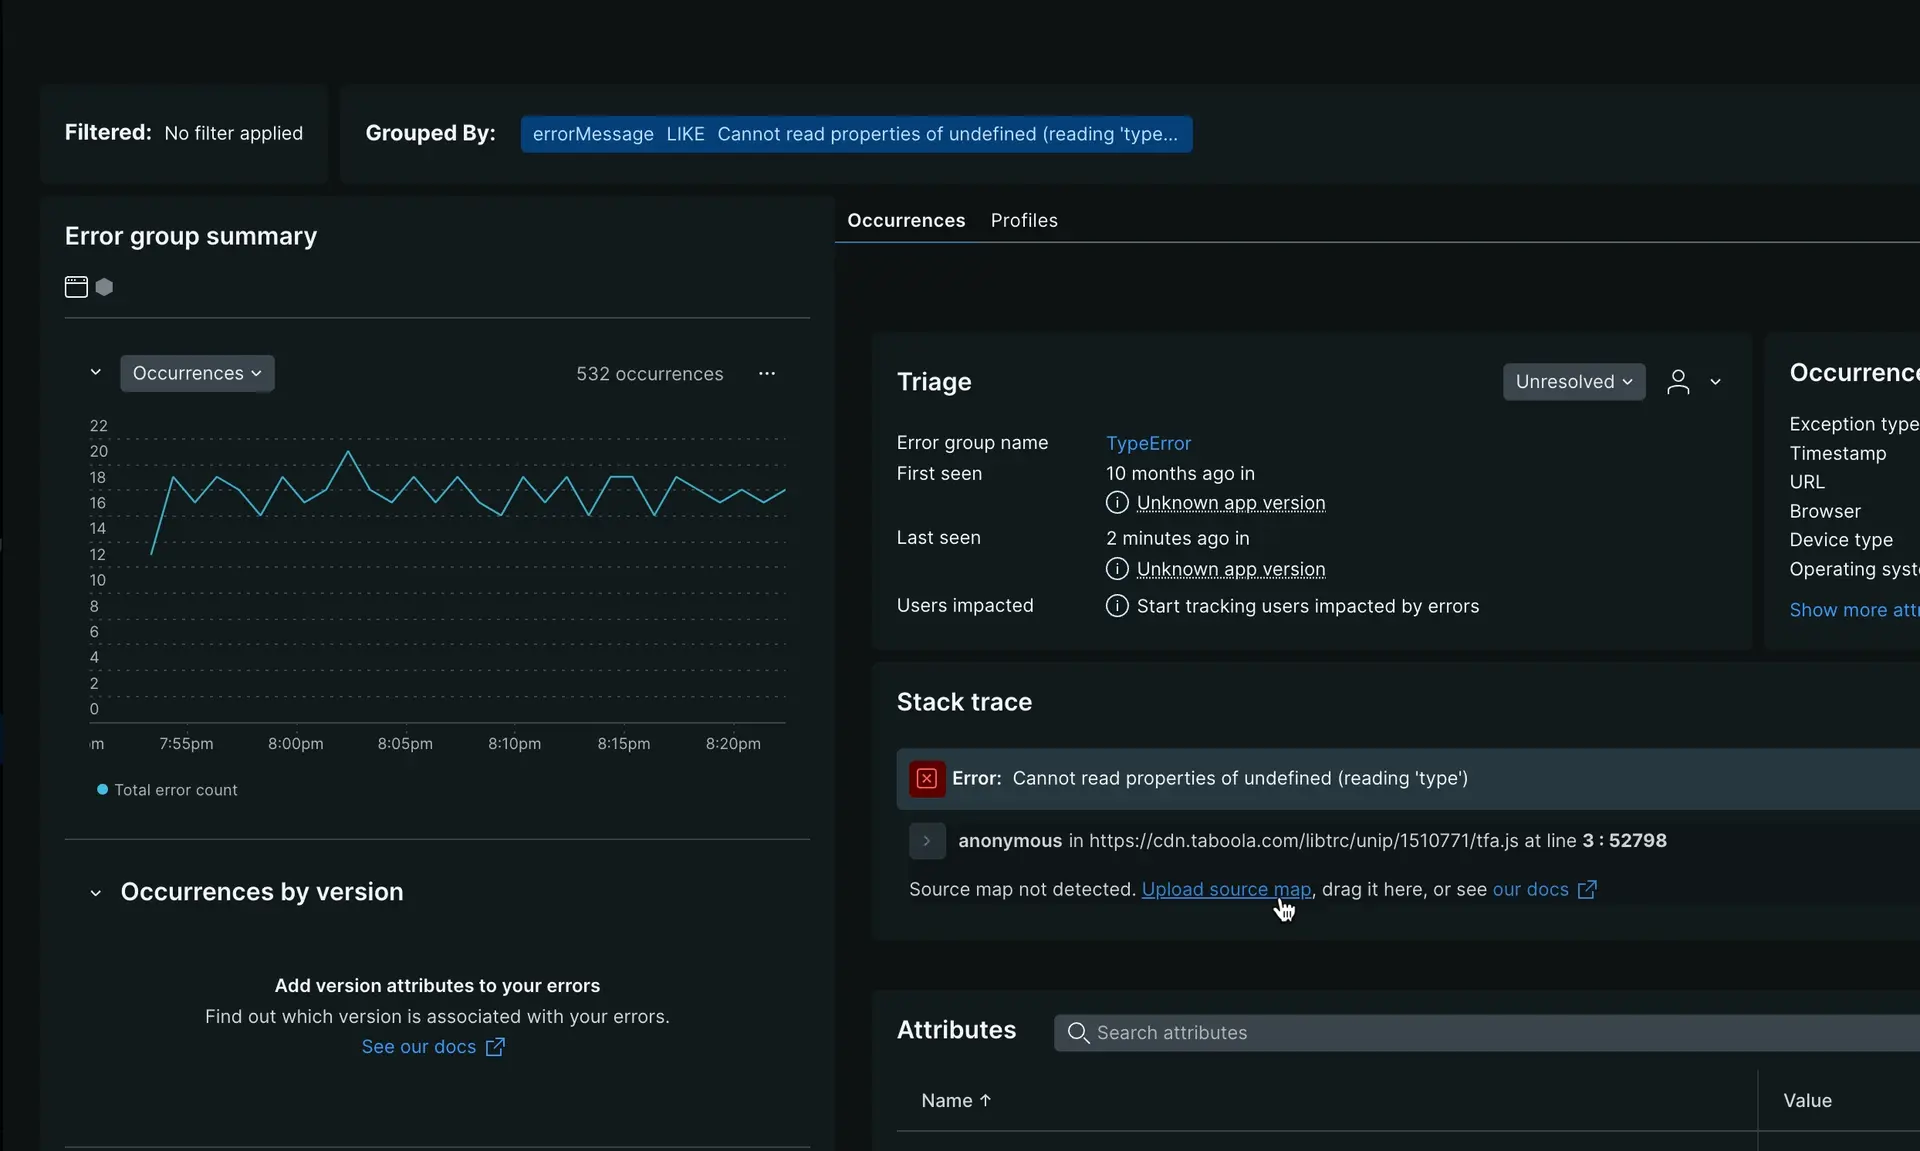 Filtered: No filter applied
Grouped By: errorMessage LIKE Cannot read properties of undefined (reading 'type...
Error group summary
Occurrences
532 occurrences
...
22
20
18
16
14
12
10
8
6
4
2
0
7:55pm
8:00pm
8:05pm
8:10pm
8:15pm
8:20pm
Total error count
Occurrences by version
Add version attributes to your errors
Find out which version is associated with your errors.
See our docs
Occurrences Profiles
Triage
Unresolved
Error group name TypeError
First seen 10 months ago in
Unknown app version
Last seen 2 minutes ago in
Unknown app version
Users impacted Start tracking users impacted by errors
Exception type
Timestamp
URL
Browser
Device type
Operating
Show more
Stack trace
Error: Cannot read properties of undefined (reading 'type')
anonymous in https://cdn.taboola.com/libtrc/unip/1510771/tfa.js at line 3 : 52798
Source map not detected. Upload source map, drag it here, or see our docs
Attributes
Search attributes
Name ↑ Value